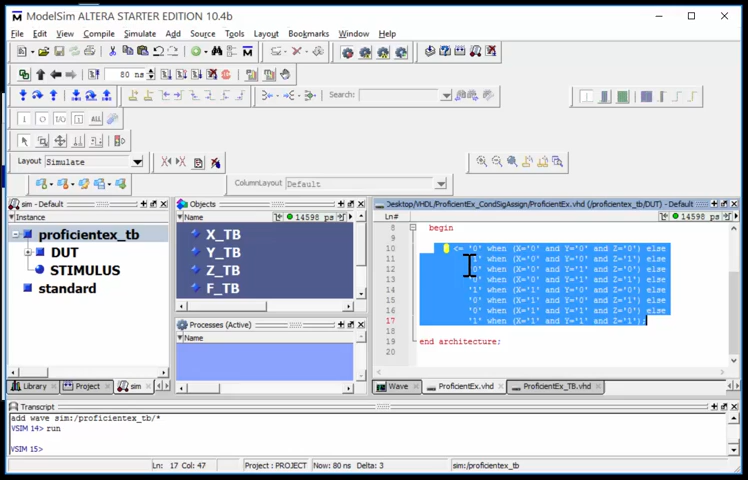 ModelSim ALTERA STARTER EDITION 10.4b
File Edit View Compile Simulate Add Source Tools Layout Bookmarks Window Help
80 ns
Search:
ALL
Layout Simulate
ColumnLayout Default
sim - Default
Instance
proficientex_tb
DUT
STIMULUS
standard
Library Project sim
Objects
Name 14598 ps
X_TB
Y_TB
Z_TB
F_TB
Processes (Active)
Name
Desktop/VHDL/ProficientEx_CondSigAssign/ProficientEx.vhd (/proficientex_tb/DUT) - Default
Ln# 14598 ps
8 begin
9
10 <= '0' when (X='0' and Y='0' and Z='0') else
11 when (X='0' and Y='0' and Z='1') else
12 when (X='0' and Y='1' and Z='0') else
13 when (X='0' and Y='1' and Z='1') else
14 '1' when (X='1' and Y='0' and Z='0') else
15 '0' when (X='1' and Y='0' and Z='1') else
16 '0' when (X='1' and Y='1' and Z='0') else
17 '1' when (X='1' and Y='1' and Z='1');
18
19 end architecture;
20
Wave ProficientEx.vhd ProficientEx_TB.vhd
Transcript
add wave sim:/proficientex_tb/*
VSIM 14> run
VSIM 15>
Ln: 17 Col: 47 Project : PROJECT Now: 80 ns Delta: 3 sim:/proficientex_tb